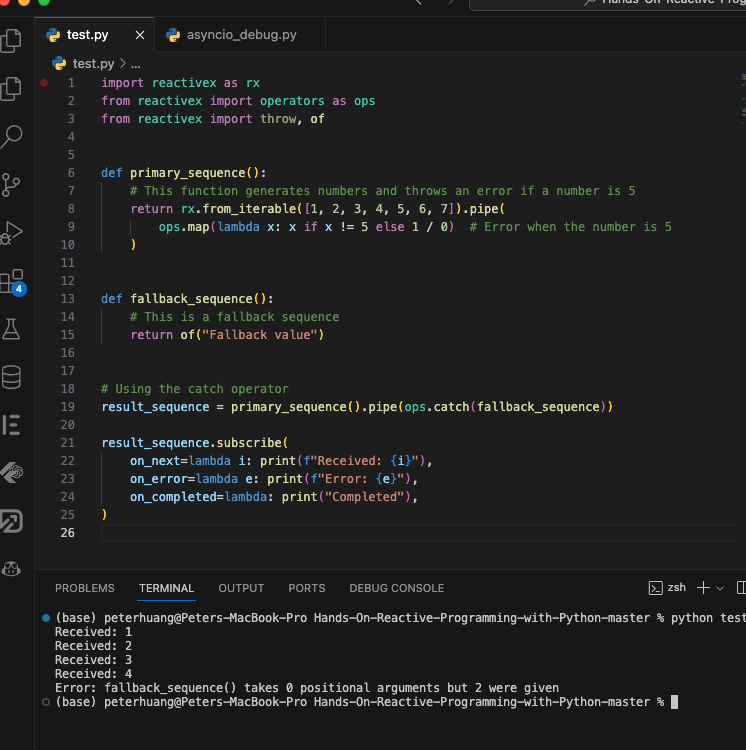 Hands-On-Reactive-Prog
test.py
asyncio_debug.py
test.py > ...
1 import reactivex as rx
2 from reactivex import operators as ops
3 from reactivex import throw, of
4
5
6 def primary_sequence():
7 # This function generates numbers and throws an error if a number is 5
8 return rx.from_iterable([1, 2, 3, 4, 5, 6, 7]).pipe(
9 ops.map(lambda x: x if x != 5 else 1 / 0)  # Error when the number is 5
10 )
11
12
13 def fallback_sequence():
14 # This is a fallback sequence
15 return of("Fallback value")
16
17
18 # Using the catch operator
19 result_sequence = primary_sequence().pipe(ops.catch(fallback_sequence))
20
21 result_sequence.subscribe(
22 on_next=lambda i: print(f"Received: {i}"),
23 on_error=lambda e: print(f"Error: {e}"),
24 on_completed=lambda: print("Completed"),
25 )
26
4
PROBLEMS TERMINAL OUTPUT PORTS DEBUG CONSOLE zsh
(base) peterhuang@Peters-MacBook-Pro Hands-On-Reactive-Programming-with-Python-master % python test
Received: 1
Received: 2
Received: 3
Received: 4
Error: fallback_sequence() takes 0 positional arguments but 2 were given
(base) peterhuang@Peters-MacBook-Pro Hands-On-Reactive-Programming-with-Python-master %